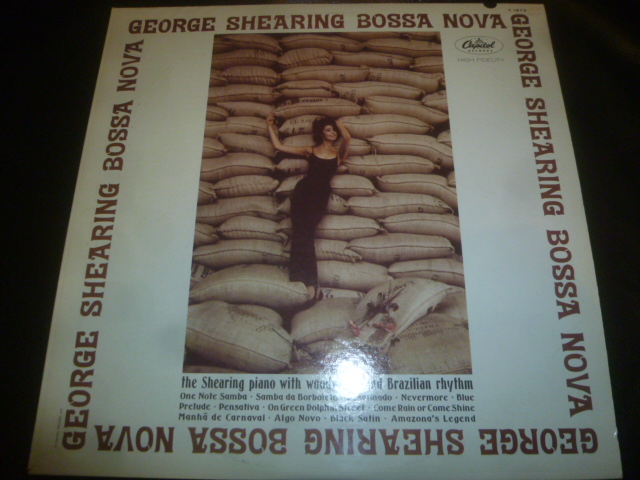 GEORGE SHEARING BOSSA NOVA
GEORGE SHEARING BOSSA NOVA
GEORGE SHEARING BOSSA NOVA
GEORGE SHEARING BOSSA NOVA
Capitol
HIGH FIDELITY
the Shearing piano with Brazilian rhythm
One Note Samba · Samba da · Nevermore · Blue
Prelude · Pensativa · On Green Dolphin Street · Come Rain or Come Shine
Manhã de Carnaval · Algo Novo · Black Satin · Amazona's Legend